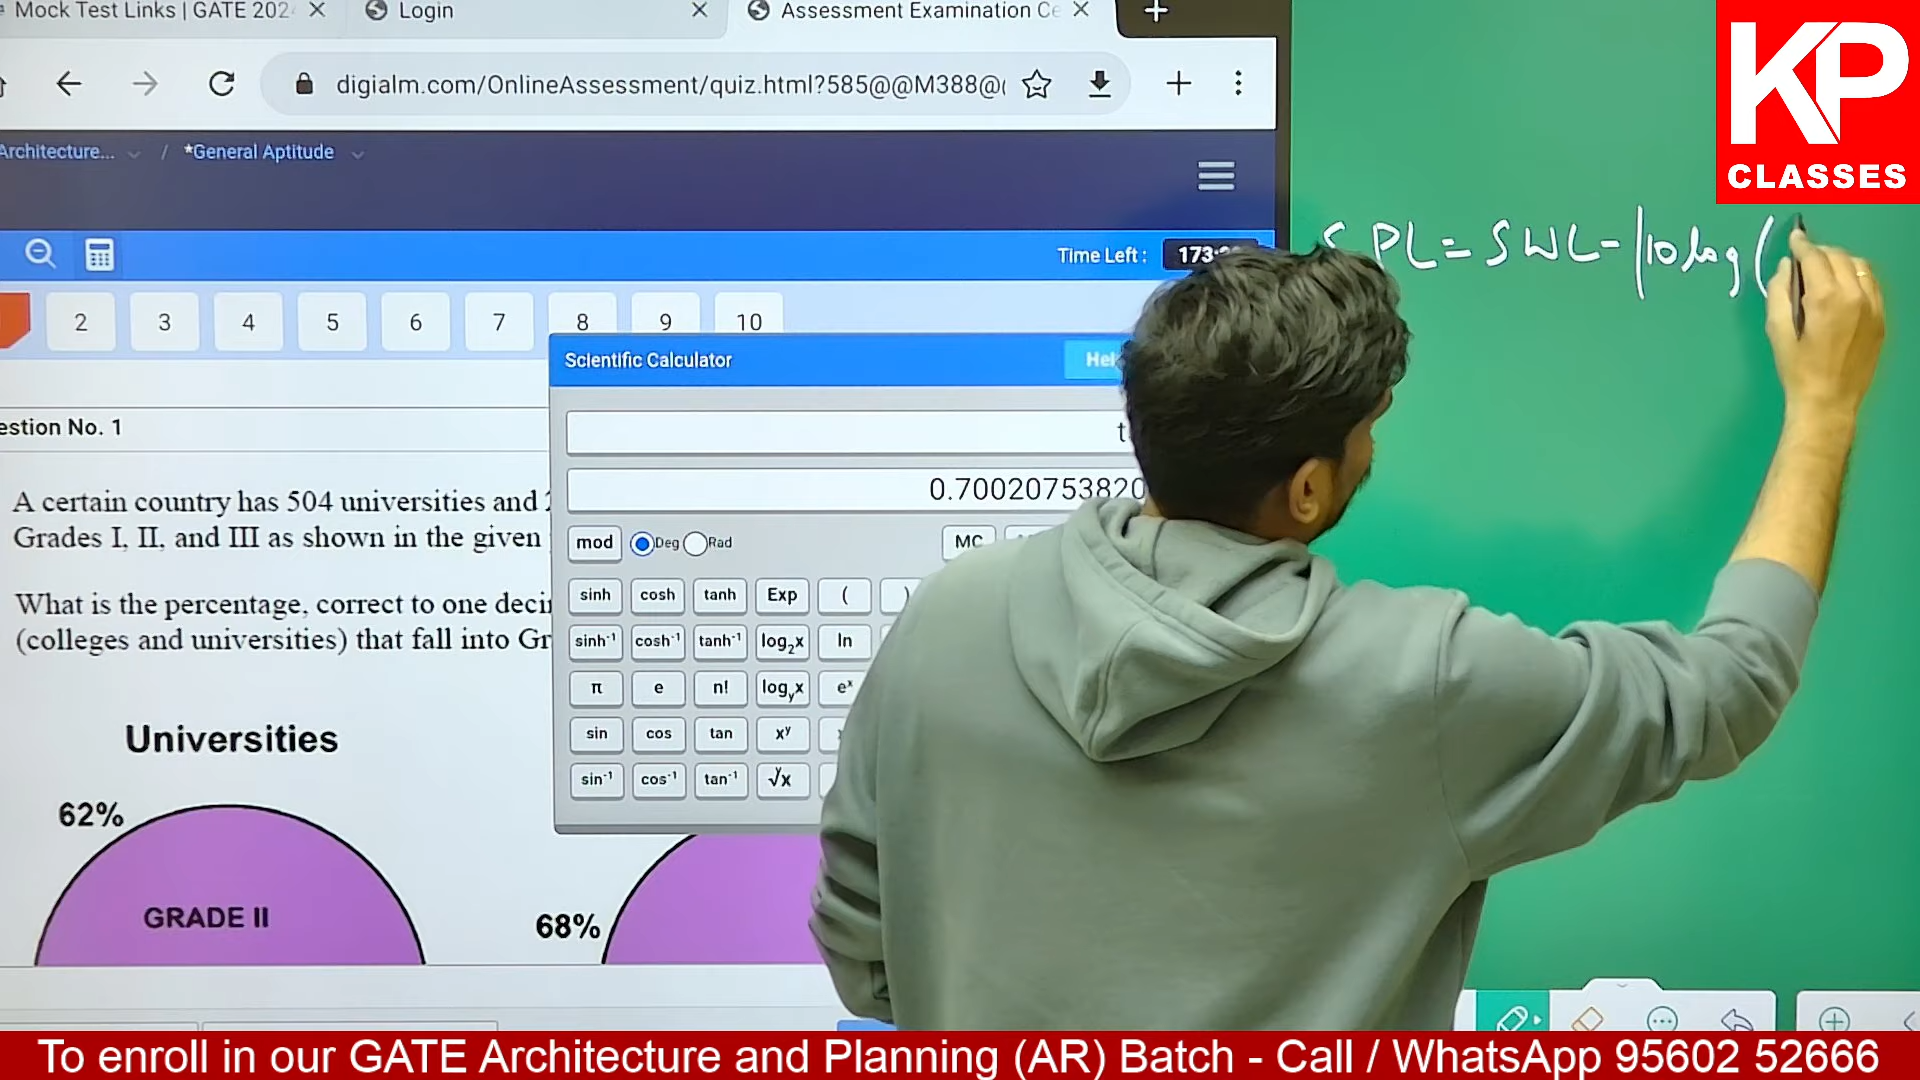 Mock Test Links | GATE 202
Login
Assessment Examination Ce
digialm.com/OnlineAssessment/quiz.html?585@@M388@
KP
CLASSES
Architecture... / *General Aptitude
SPL = SWL - |10 log (
Time Left : 173:
2 3 4 5 6 7 8 9 10
Scientific Calculator
Hel
estion No. 1
t
0.70020753820
A certain country has 504 universities and
Grades I, II, and III as shown in the given
mod Deg Rad MC
What is the percentage, correct to one deci
(colleges and universities) that fall into Gr
sinh cosh tanh Exp ( )
sinh⁻¹ cosh⁻¹ tanh⁻¹ log₂x ln
π e n! logᵧx eˣ
sin cos tan xʸ
sin⁻¹ cos⁻¹ tan⁻¹ ʸ√x
Universities
62%
GRADE II
68%
To enroll in our GATE Architecture and Planning (AR) Batch - Call / WhatsApp 95602 52666